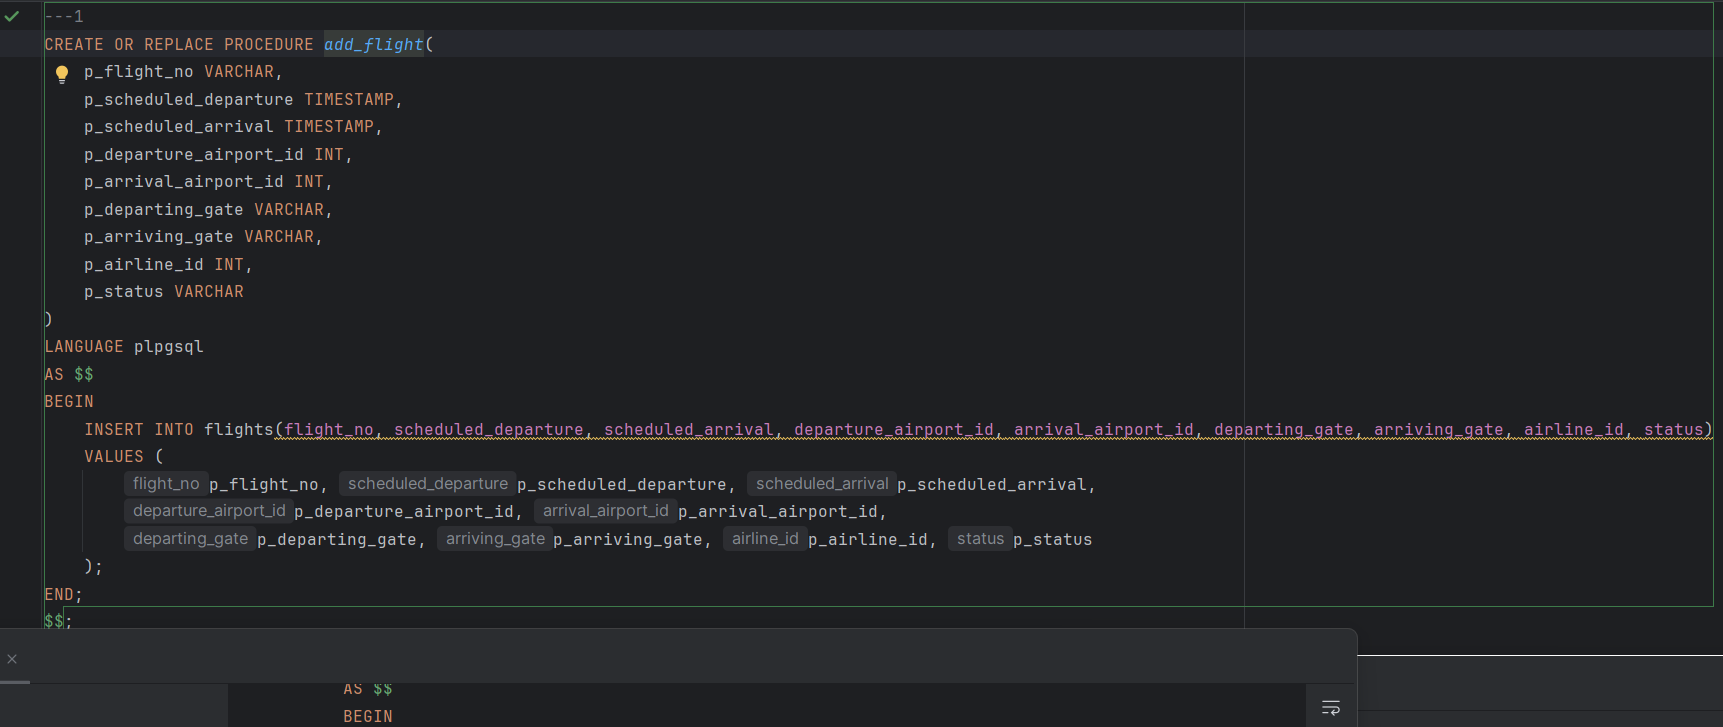 ---1
CREATE OR REPLACE PROCEDURE add_flight(
p_flight_no VARCHAR,
p_scheduled_departure TIMESTAMP,
p_scheduled_arrival TIMESTAMP,
p_departure_airport_id INT,
p_arrival_airport_id INT,
p_departing_gate VARCHAR,
p_arriving_gate VARCHAR,
p_airline_id INT,
p_status VARCHAR
)
LANGUAGE plpgsql
AS $$
BEGIN
INSERT INTO flights(flight_no, scheduled_departure, scheduled_arrival, departure_airport_id, arrival_airport_id, departing_gate, arriving_gate, airline_id, status)
VALUES (
flight_no p_flight_no, scheduled_departure p_scheduled_departure, scheduled_arrival p_scheduled_arrival,
departure_airport_id p_departure_airport_id, arrival_airport_id p_arrival_airport_id,
departing_gate p_departing_gate, arriving_gate p_arriving_gate, airline_id p_airline_id, status p_status
);
END;
$$;
AS $$
BEGIN